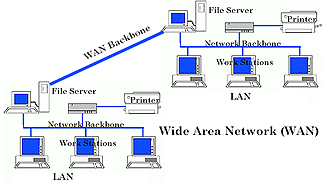 File Server
Printer
WAN Backbone
Network Backbone
Work Stations
LAN
File Server
Printer
Network Backbone
Wide Area Network (WAN)
Work Stations
LAN